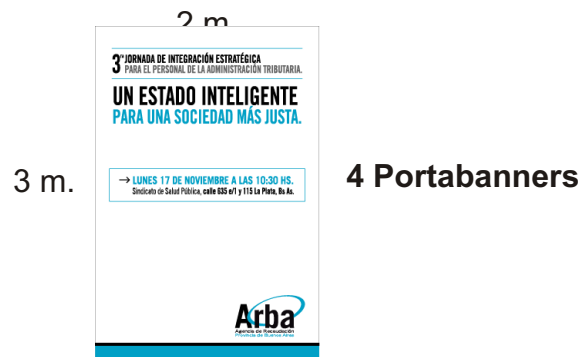 2 m
3ra JORNADA DE INTEGRACIÓN ESTRATÉGICA
PARA EL PERSONAL DE LA ADMINISTRACIÓN TRIBUTARIA.
UN ESTADO INTELIGENTE
PARA UNA SOCIEDAD MÁS JUSTA.
3 m.
→ LUNES 17 DE NOVIEMBRE A LAS 10:30 HS.
Sindicato de Salud Pública, calle 635 e/1 y 115 La Plata, Bs As.
4 Portabanners
Arba
Agencia de Recaudación
Provincia de Buenos Aires